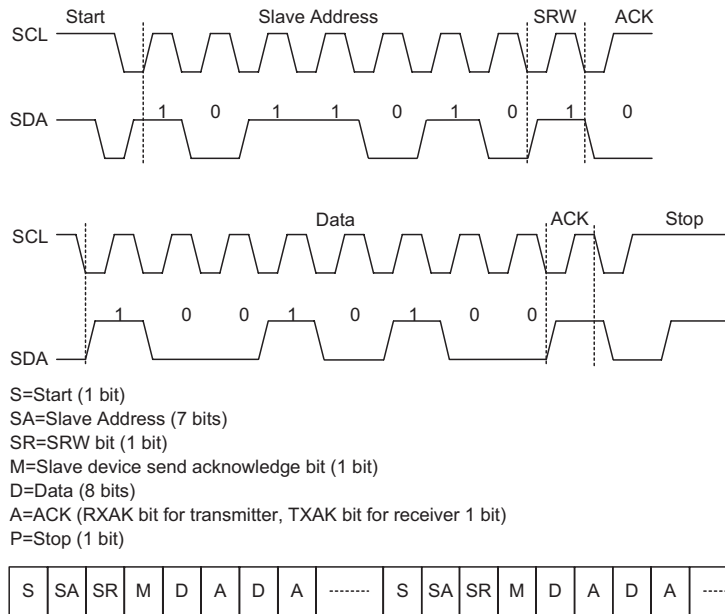 Start Slave Address SRW ACK
SCL
1 0 1 1 0 1 0 1 0
SDA
Data ACK Stop
SCL
1 0 0 1 0 1 0 0
SDA
S=Start (1 bit)
SA=Slave Address (7 bits)
SR=SRW bit (1 bit)
M=Slave device send acknowledge bit (1 bit)
D=Data (8 bits)
A=ACK (RXAK bit for transmitter, TXAK bit for receiver 1 bit)
P=Stop (1 bit)
S SA SR M D A D A S SA SR M D A D A